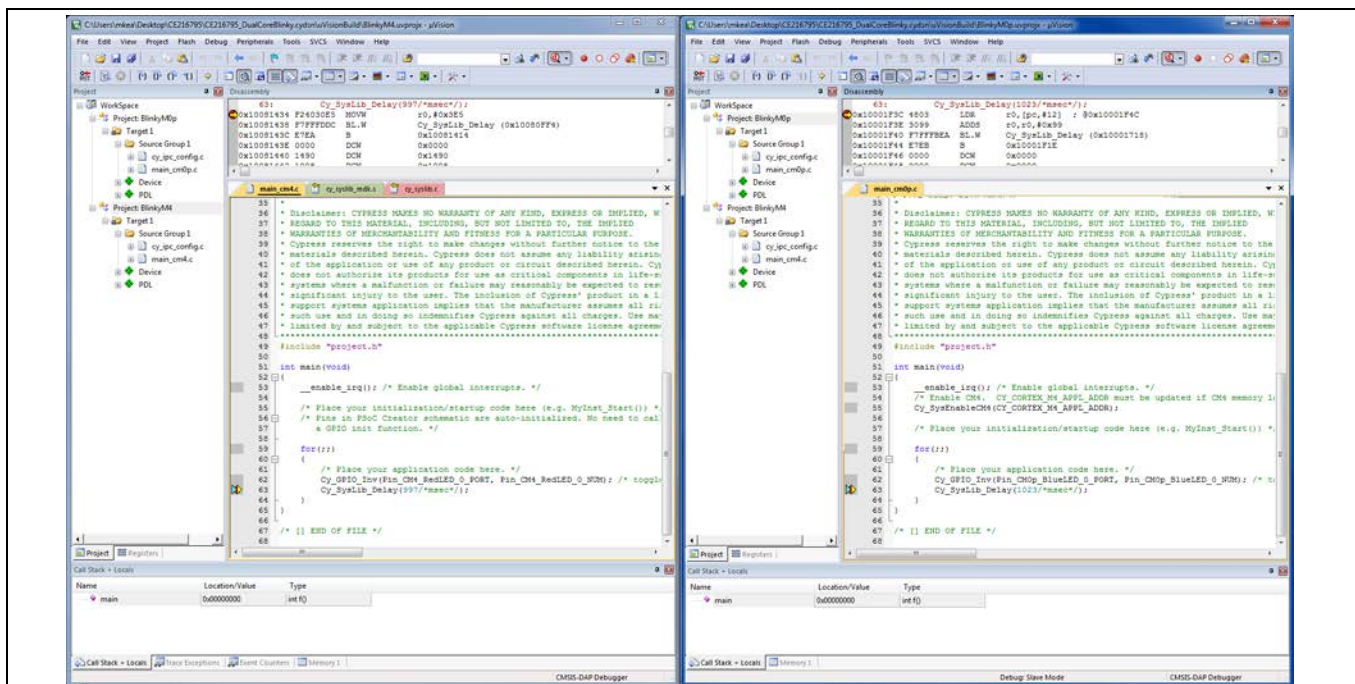 C:\Users\mkea\Desktop\CE216795\CE216795_DualCoreBlinky.cydsn\uVisionBuild\BlinkyM4.uvprojx - µVision
File Edit View Project Flash Debug Peripherals Tools SVCS Window Help
Project
WorkSpace
Project: BlinkyM0p
Target 1
Source Group 1
cy_ipc_config.c
main_cm0p.c
Device
PDL
Project: BlinkyM4
Target 1
Source Group 1
cy_ipc_config.c
main_cm4.c
Device
PDL
Project Registers
Disassembly
63: Cy_SysLib_Delay(997/*msec*/);
0x10081434 F24030E5 MOVW r0,#0x3E5
0x10081438 F7FFFDDC BL.W Cy_SysLib_Delay (0x10080FF4)
0x1008143C E7EA B 0x10081414
0x1008143E 0000 DCW 0x0000
0x10081440 1490 DCW 0x1490
main_cm4.c cy_syslib_mdk.s cy_syslib.c
35 *
36 * Disclaimer: CYPRESS MAKES NO WARRANTY OF ANY KIND, EXPRESS OR IMPLIED, W
37 * REGARD TO THIS MATERIAL, INCLUDING, BUT NOT LIMITED TO, THE IMPLIED
38 * WARRANTIES OF MERCHANTABILITY AND FITNESS FOR A PARTICULAR PURPOSE.
39 * Cypress reserves the right to make changes without further notice to the
40 * materials described herein. Cypress does not assume any liability arisin
41 * of the application or use of any product or circuit described herein. Cyp
42 * does not authorize its products for use as critical components in life-s
43 * systems where a malfunction or failure may reasonably be expected to res
44 * significant injury to the user. The inclusion of Cypress' product in a l
45 * support systems application implies that the manufacturer assumes all ri
46 * such use and in doing so indemnifies Cypress against all charges. Use may
47 * limited by and subject to the applicable Cypress software license agreeme
48 ****************************************************************************
49 #include "project.h"
50
51 int main(void)
52 {
53 __enable_irq(); /* Enable global interrupts. */
54
55 /* Place your initialization/startup code here (e.g. MyInst_Start()) *
56 /* Pins in PSoC Creator schematic are auto-initialized. No need to cal
57 a GPIO init function. */
58
59 for(;;)
60 {
61 /* Place your application code here. */
62 Cy_GPIO_Inv(Pin_CM4_RedLED_0_PORT, Pin_CM4_RedLED_0_NUM); /* toggle
63 Cy_SysLib_Delay(997/*msec*/);
64 }
65 }
66
67 /* [] END OF FILE */
68
Call Stack + Locals
Name Location/Value Type
main 0x00000000 int f()
Call Stack + Locals Trace Exceptions Event Counters Memory 1
CMSIS-DAP Debugger
C:\Users\mkea\Desktop\CE216795\CE216795_DualCoreBlinky.cydsn\uVisionBuild\BlinkyM0p.uvprojx - µVision
File Edit View Project Flash Debug Peripherals Tools SVCS Window Help
Project
WorkSpace
Project: BlinkyM0p
Target 1
Source Group 1
cy_ipc_config.c
main_cm0p.c
Device
PDL
Project: BlinkyM4
Target 1
Source Group 1
cy_ipc_config.c
main_cm4.c
Device
PDL
Project Registers
Disassembly
63: Cy_SysLib_Delay(1023/*msec*/);
0x10001F3C 4803 LDR r0,[pc,#12] ; @0x10001F4C
0x10001F3E 3099 ADDS r0,r0,#0x99
0x10001F40 F7FFFBEA BL.W Cy_SysLib_Delay (0x10001718)
0x10001F44 E7EB B 0x10001F1E
0x10001F46 0000 DCW 0x0000
main_cm0p.c
35 *
36 * Disclaimer: CYPRESS MAKES NO WARRANTY OF ANY KIND, EXPRESS OR IMPLIED, W
37 * REGARD TO THIS MATERIAL, INCLUDING, BUT NOT LIMITED TO, THE IMPLIED
38 * WARRANTIES OF MERCHANTABILITY AND FITNESS FOR A PARTICULAR PURPOSE.
39 * Cypress reserves the right to make changes without further notice to the
40 * materials described herein. Cypress does not assume any liability arisin
41 * of the application or use of any product or circuit described herein. Cyp
42 * does not authorize its products for use as critical components in life-s
43 * systems where a malfunction or failure may reasonably be expected to res
44 * significant injury to the user. The inclusion of Cypress' product in a l
45 * support systems application implies that the manufacturer assumes all ri
46 * such use and in doing so indemnifies Cypress against all charges. Use may
47 * limited by and subject to the applicable Cypress software license agreeme
48 ****************************************************************************
49 #include "project.h"
50
51 int main(void)
52 {
53 __enable_irq(); /* Enable global interrupts. */
54 /* Enable CM4. CY_CORTEX_M4_APPL_ADDR must be updated if CM4 memory l
55 Cy_SysEnableCM4(CY_CORTEX_M4_APPL_ADDR);
56
57 /* Place your initialization/startup code here (e.g. MyInst_Start()) *
58
59 for(;;)
60 {
61 /* Place your application code here. */
62 Cy_GPIO_Inv(Pin_CM0p_BlueLED_0_PORT, Pin_CM0p_BlueLED_0_NUM); /* to
63 Cy_SysLib_Delay(1023/*msec*/);
64 }
65 }
66
67 /* [] END OF FILE */
68
Call Stack + Locals
Name Location/Value Type
main 0x00000000 int f()
Call Stack + Locals Memory 1
Debug: Slave Mode CMSIS-DAP Debugger